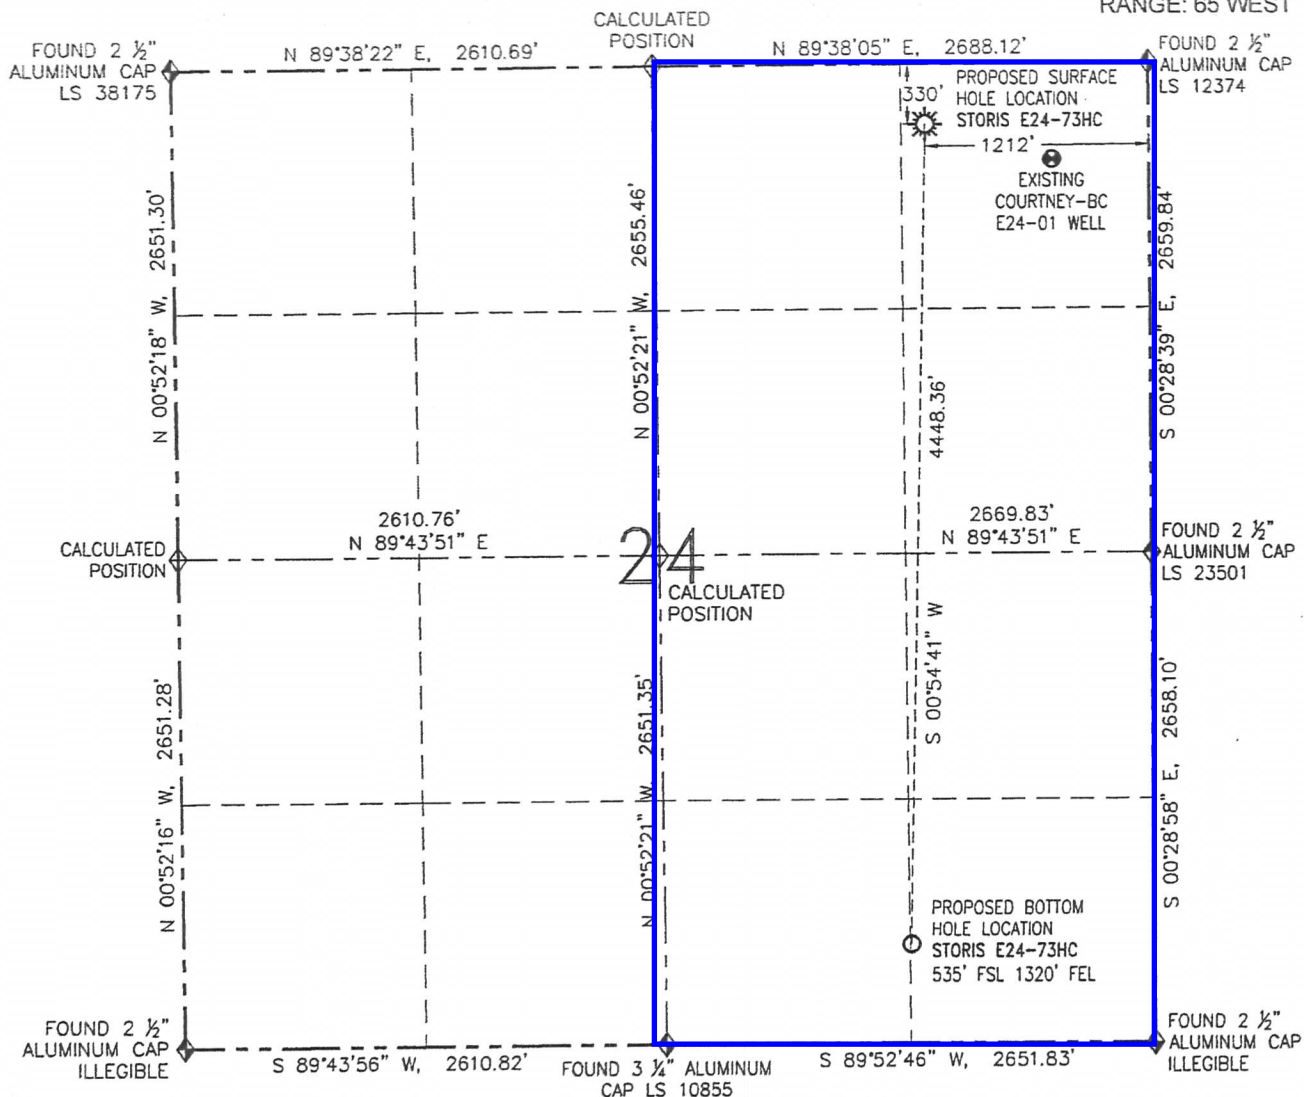 RANGE: 65 WEST
CALCULATED
POSITION
FOUND 2 ½"
ALUMINUM CAP
LS 38175
N 89°38'22" E, 2610.69'
N 89°38'05" E, 2688.12'
FOUND 2 ½"
ALUMINUM CAP
LS 12374
PROPOSED SURFACE
HOLE LOCATION
STORIS E24-73HC
330'
1212'
EXISTING
COURTNEY-BC
E24-01 WELL
N 00°52'18" W, 2651.30'
N 00°52'21" W, 2655.46'
4448.36'
S 00°28'39" E, 2659.84'
2610.76'
N 89°43'51" E
24
2669.83'
N 89°43'51" E
CALCULATED
POSITION
CALCULATED
POSITION
FOUND 2 ½"
ALUMINUM CAP
LS 23501
N 00°52'16" W, 2651.28'
N 00°52'21" W, 2651.35'
S 00°54'41" W
S 00°28'58" E, 2658.10'
PROPOSED BOTTOM
HOLE LOCATION
STORIS E24-73HC
535' FSL 1320' FEL
FOUND 2 ½"
ALUMINUM CAP
ILLEGIBLE
S 89°43'56" W, 2610.82'
FOUND 3 ¼" ALUMINUM
CAP LS 10855
S 89°52'46" W, 2651.83'
FOUND 2 ½"
ALUMINUM CAP
ILLEGIBLE